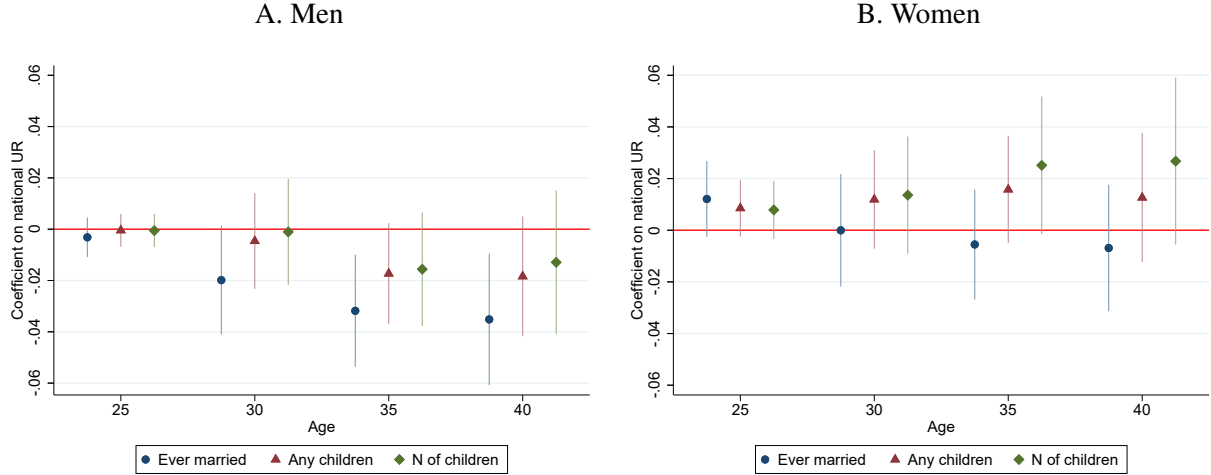 A. Men
Coefficient on national UR
.06
.04
.02
0
-.02
-.04
-.06
25 30 35 40
Age
Ever married Any children N of children
B. Women
Coefficient on national UR
.06
.04
.02
0
-.02
-.04
-.06
25 30 35 40
Age
Ever married Any children N of children